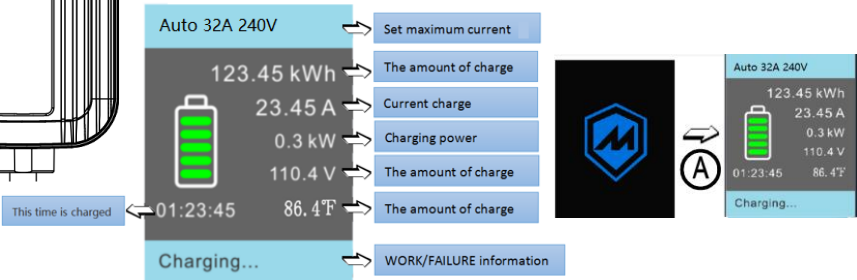 Auto 32A 240V
Set maximum current
123.45 kWh
The amount of charge
23.45 A
Current charge
0.3 kW
Charging power
110.4 V
The amount of charge
This time is charged
01:23:45
86.4℉
The amount of charge
Charging...
WORK/FAILURE information
A
Auto 32A 240V
123.45 kWh
23.45 A
0.3 kW
110.4 V
01:23:45
86.4℉
Charging...